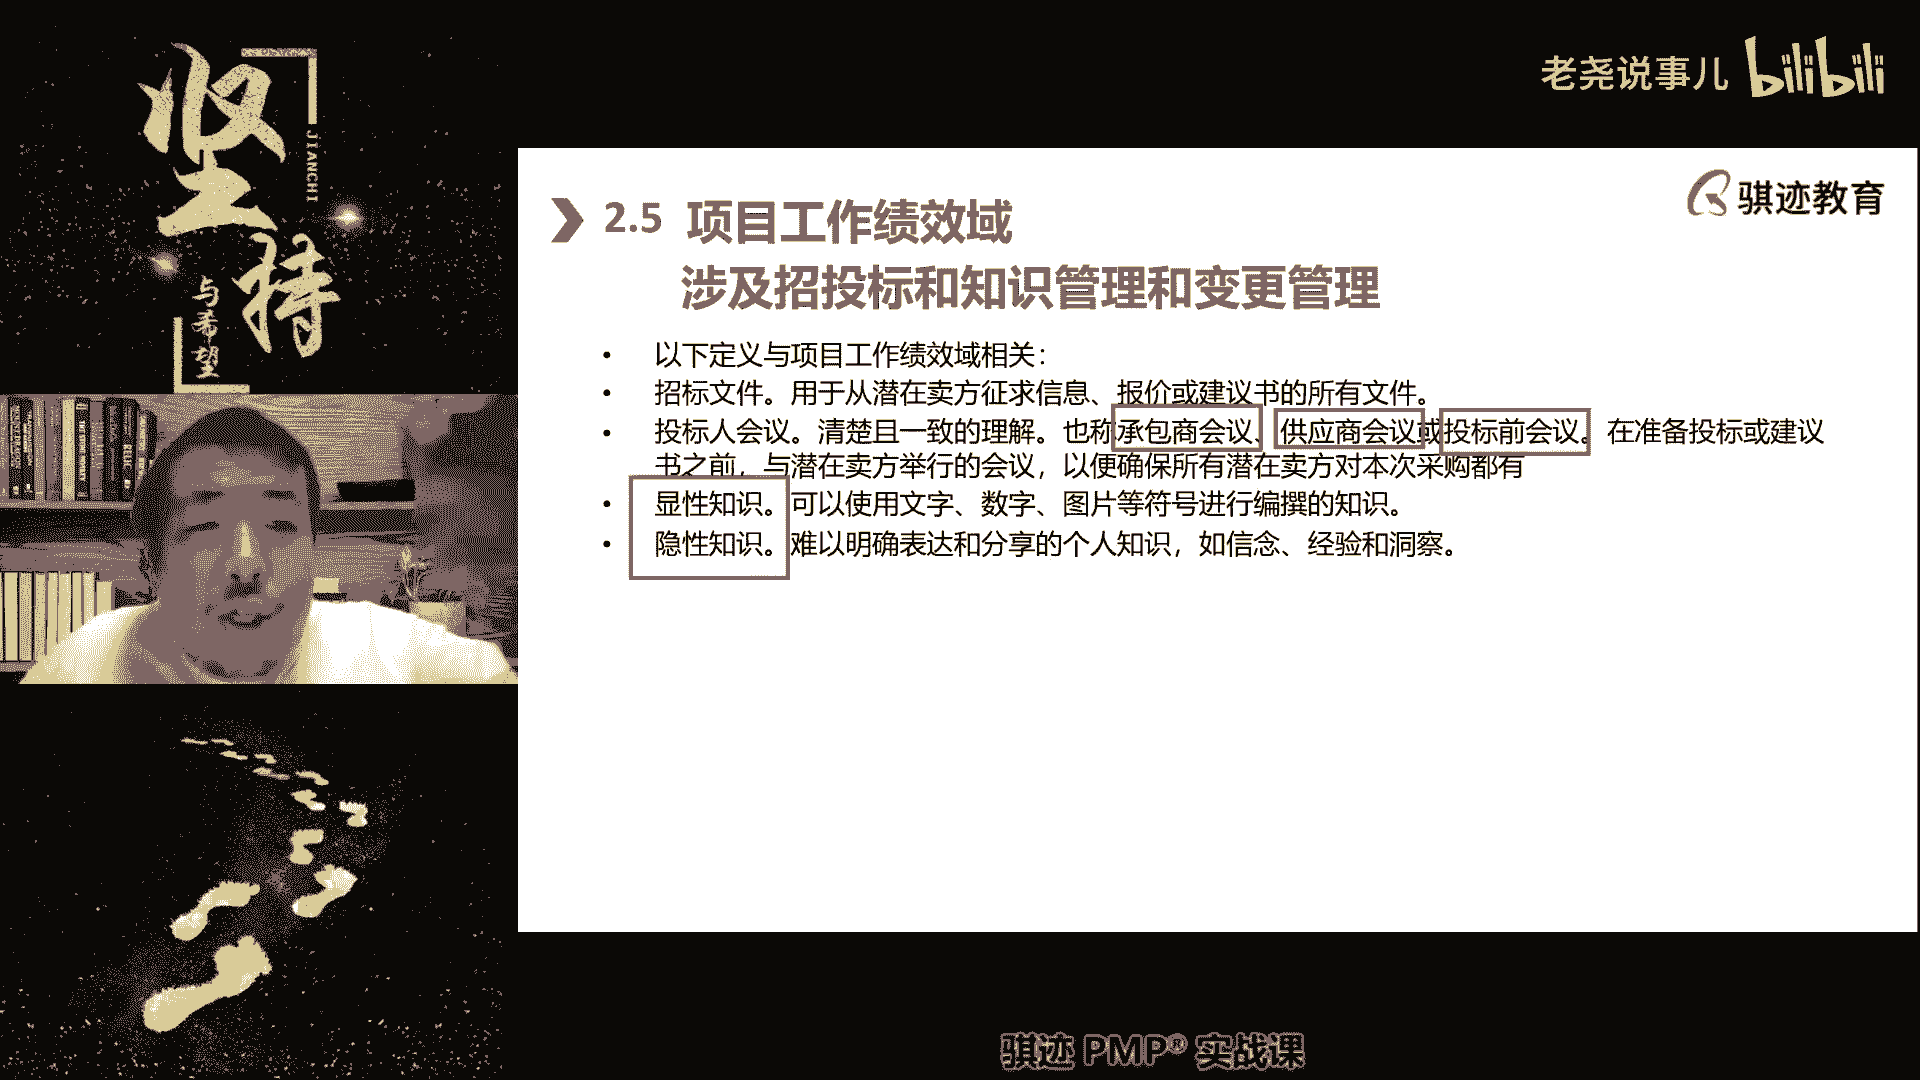 坚持
JIANCHI
与希望
老尧说事儿 bilibili
骐迹教育
2.5 项目工作绩效域
涉及招投标和知识管理和变更管理
• 以下定义与项目工作绩效域相关：
• 招标文件。用于从潜在卖方征求信息、报价或建议书的所有文件。
• 投标人会议。清楚且一致的理解。也称承包商会议、供应商会议或投标前会议。在准备投标或建议
书之前，与潜在卖方举行的会议，以便确保所有潜在卖方对本次采购都有
• 显性知识。可以使用文字、数字、图片等符号进行编撰的知识。
• 隐性知识。难以明确表达和分享的个人知识，如信念、经验和洞察。
骐迹 PMP® 实战课